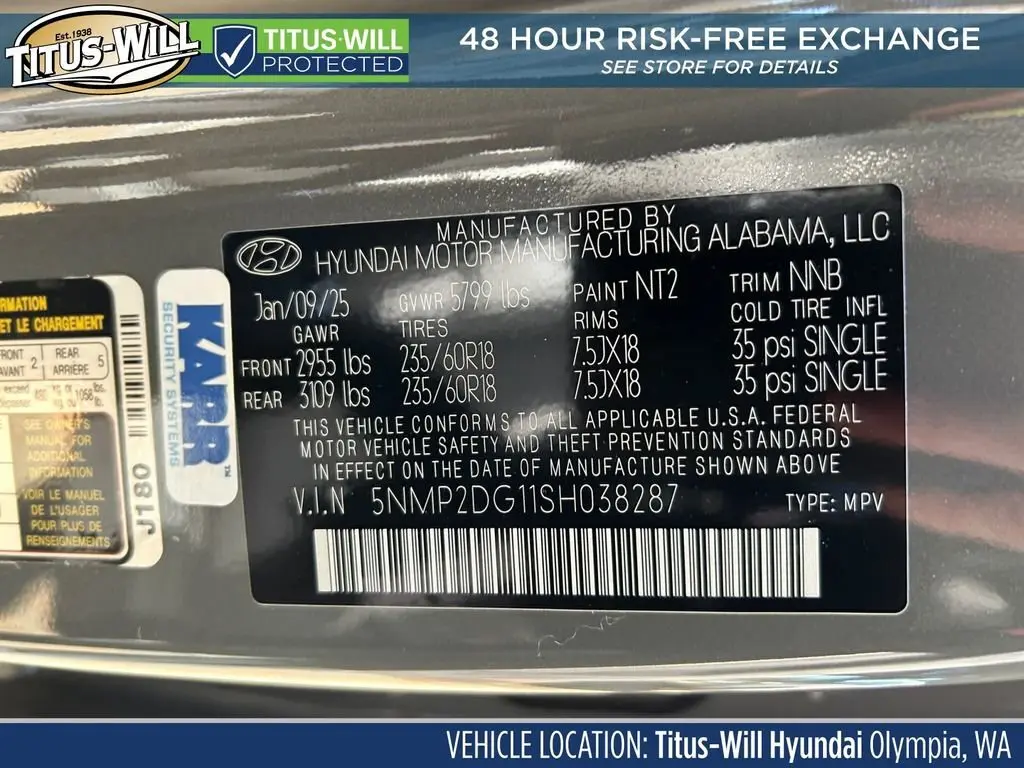 Est. 1938
TITUS-WILL
TITUS-WILL
PROTECTED
48 HOUR RISK-FREE EXCHANGE
SEE STORE FOR DETAILS
MANUFACTURED BY
HYUNDAI MOTOR MANUFACTURING ALABAMA, LLC
Jan/09/25 GVWR 5799 lbs PAINT NT2 TRIM NNB
GAWR TIRES RIMS COLD TIRE INFL
FRONT 2955 lbs 235/60R18 7.5JX18 35 psi SINGLE
REAR 3109 lbs 235/60R18 7.5JX18 35 psi SINGLE
THIS VEHICLE CONFORMS TO ALL APPLICABLE U.S.A. FEDERAL
MOTOR VEHICLE SAFETY AND THEFT PREVENTION STANDARDS
IN EFFECT ON THE DATE OF MANUFACTURE SHOWN ABOVE
V.I.N 5NMP2DG11SH038287 TYPE: MPV
KARR™
SECURITY SYSTEMS
ET LE CHARGEMENT
FRONT 2 REAR 5
AVANT ARRIÈRE
1058 lb.
SEE OWNER'S
MANUAL FOR
ADDITIONAL
INFORMATION
VOIR LE MANUEL
DE L'USAGER
POUR PLUS DE
RENSEIGNEMENTS
J180
VEHICLE LOCATION: Titus-Will Hyundai Olympia, WA